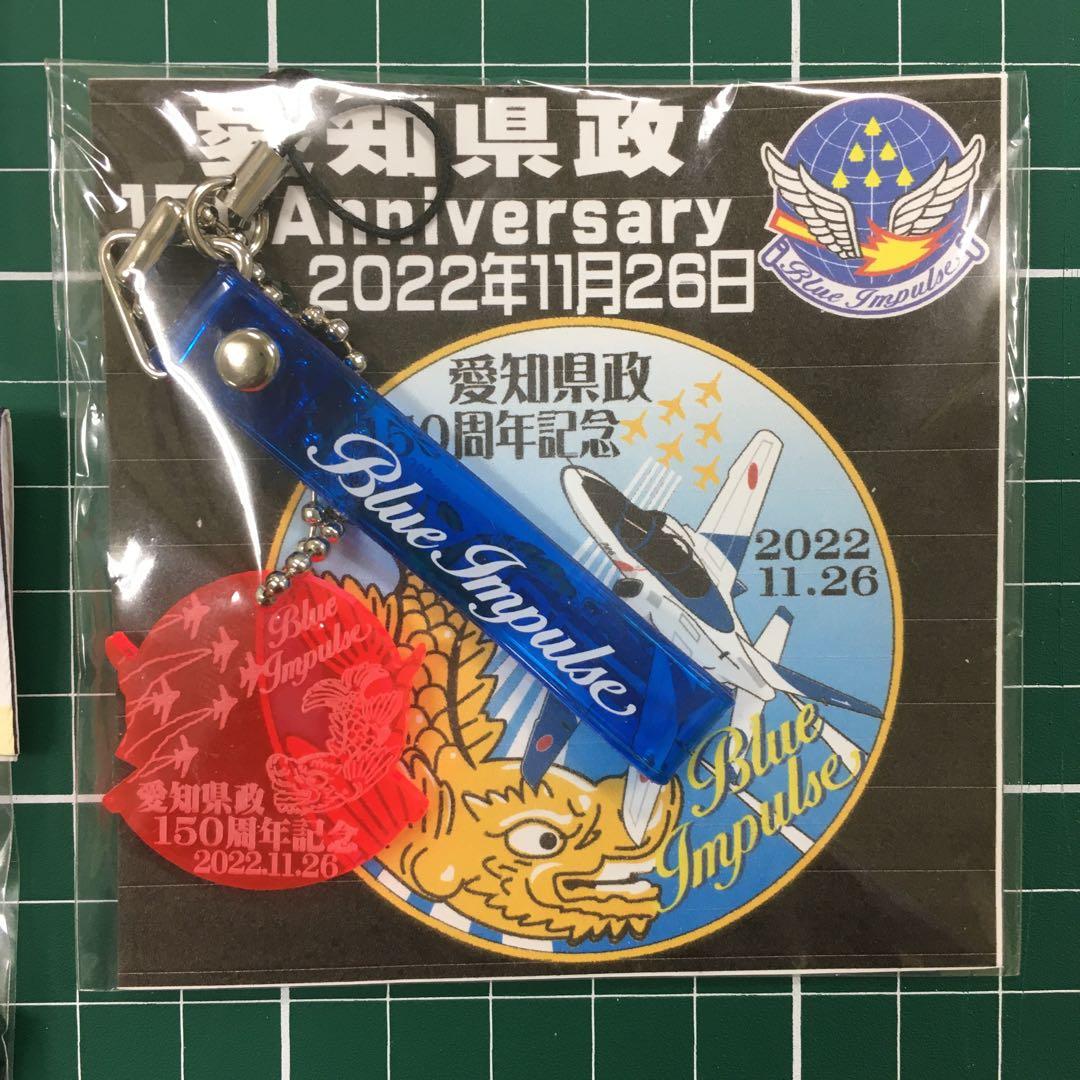 愛知県政
Anniversary
2022年11月26日
Blue Impulse
愛知県政
150周年記念
2022
11.26
Blue Impulse
Blue
Impulse
Blue
Impulse
愛知県政
150周年記念
2022.11.26